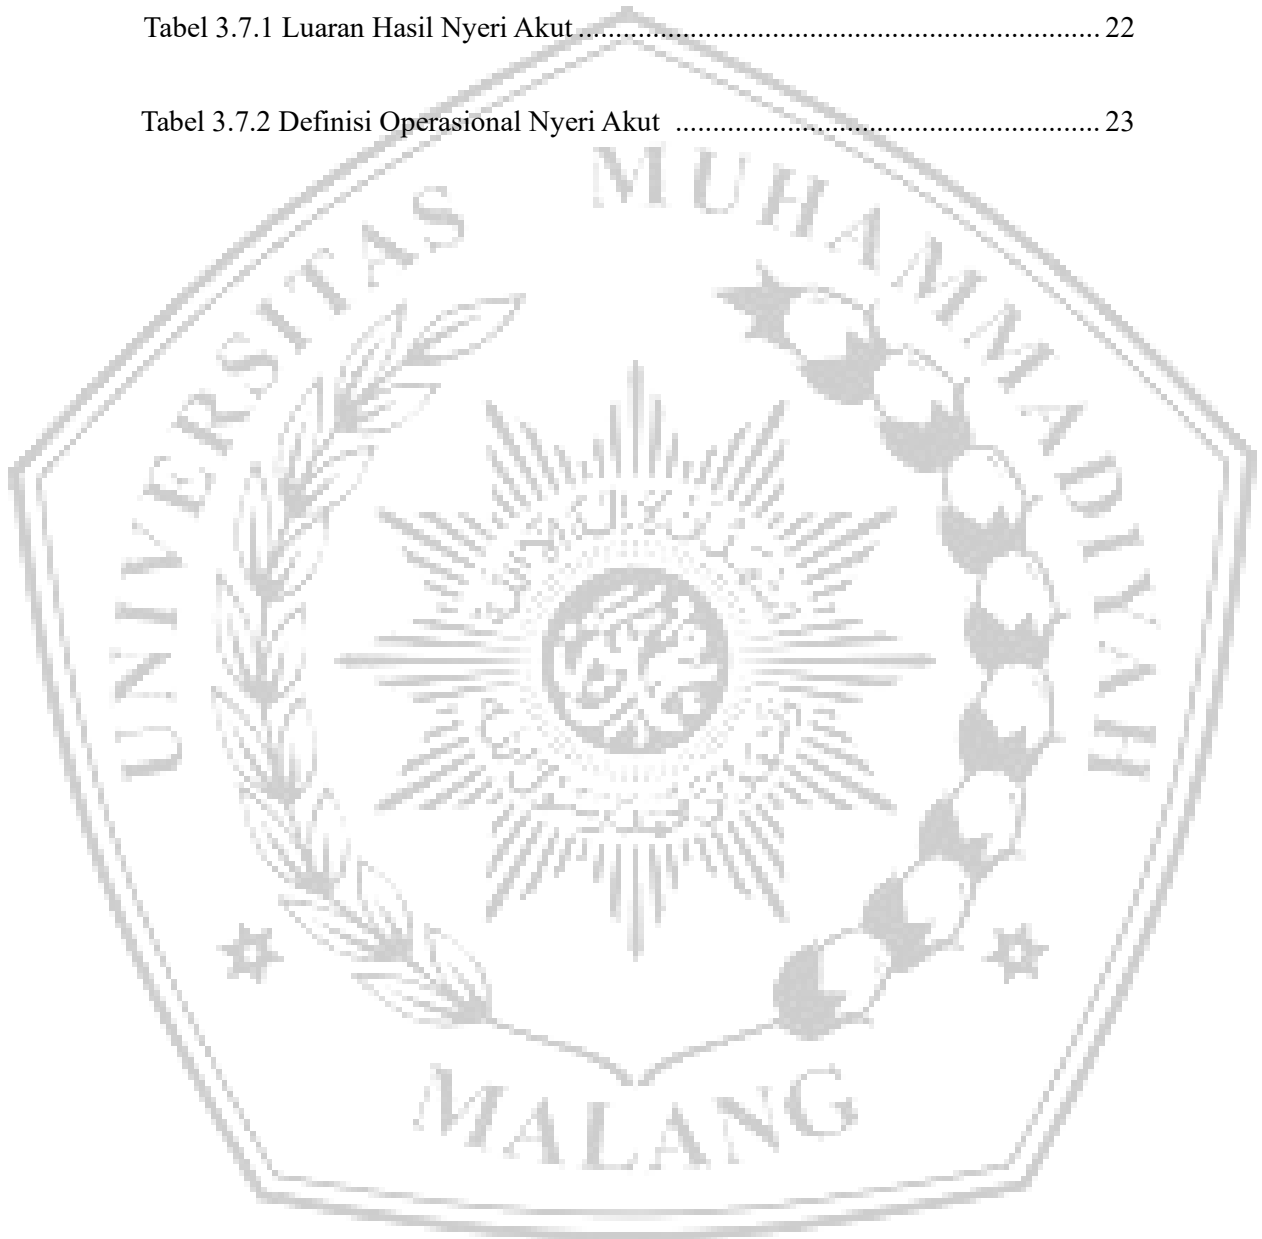 Tabel 3.7.1 Luaran Hasil Nyeri Akut ...................................................................... 22
Tabel 3.7.2 Definisi Operasional Nyeri Akut ......................................................... 23
UNIVERSITAS MUHAMMADIYAH
MALANG